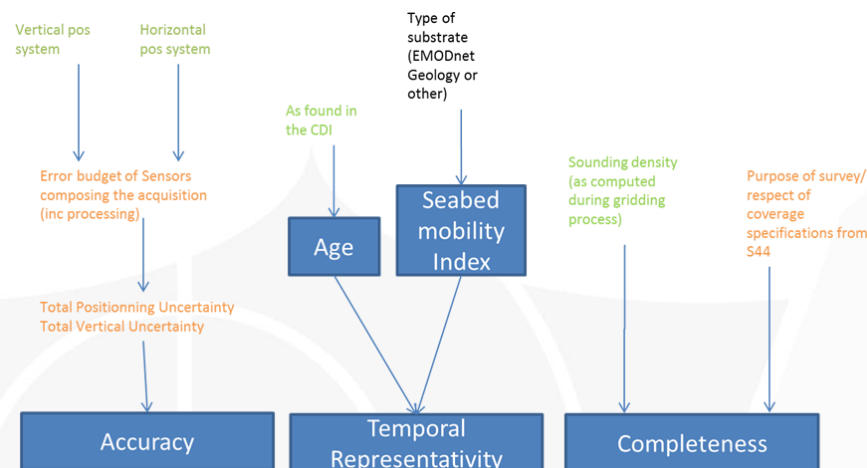 Vertical pos
system
Horizontal
pos system
Type of
substrate
(EMODnet
Geology or
other)
As found in
the CDI
Error budget of Sensors
composing the acquisition
(inc processing)
Sounding density
(as computed
during gridding
process)
Purpose of survey/
respect of
coverage
specifications from
S44
Age
Seabed
mobility
Index
Total Positionning Uncertainty
Total Vertical Uncertainty
Accuracy
Temporal
Representativity
Completeness